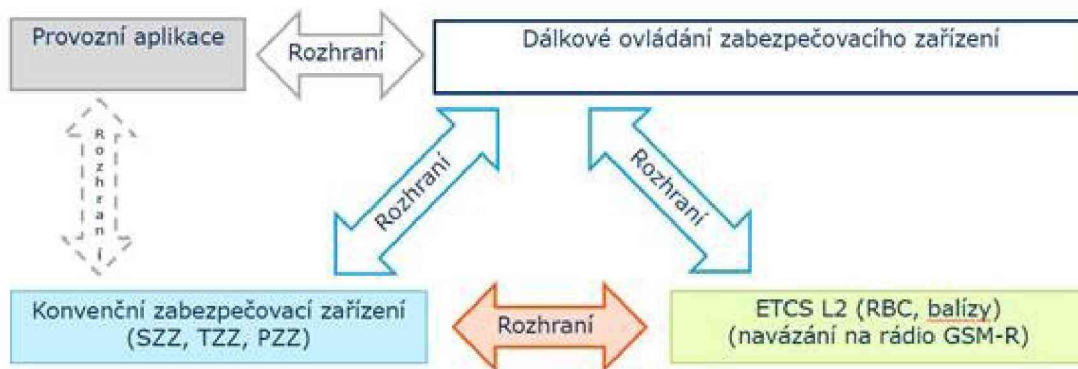 Provozní aplikace
Rozhraní
Dálkové ovládání zabezpečovacího zařízení
Rozhraní
Rozhraní
Rozhraní
Konvenční zabezpečovací zařízení
(SZZ, TZZ, PZZ)
Rozhraní
ETCS L2 (RBC, balízy)
(navázání na rádio GSM-R)